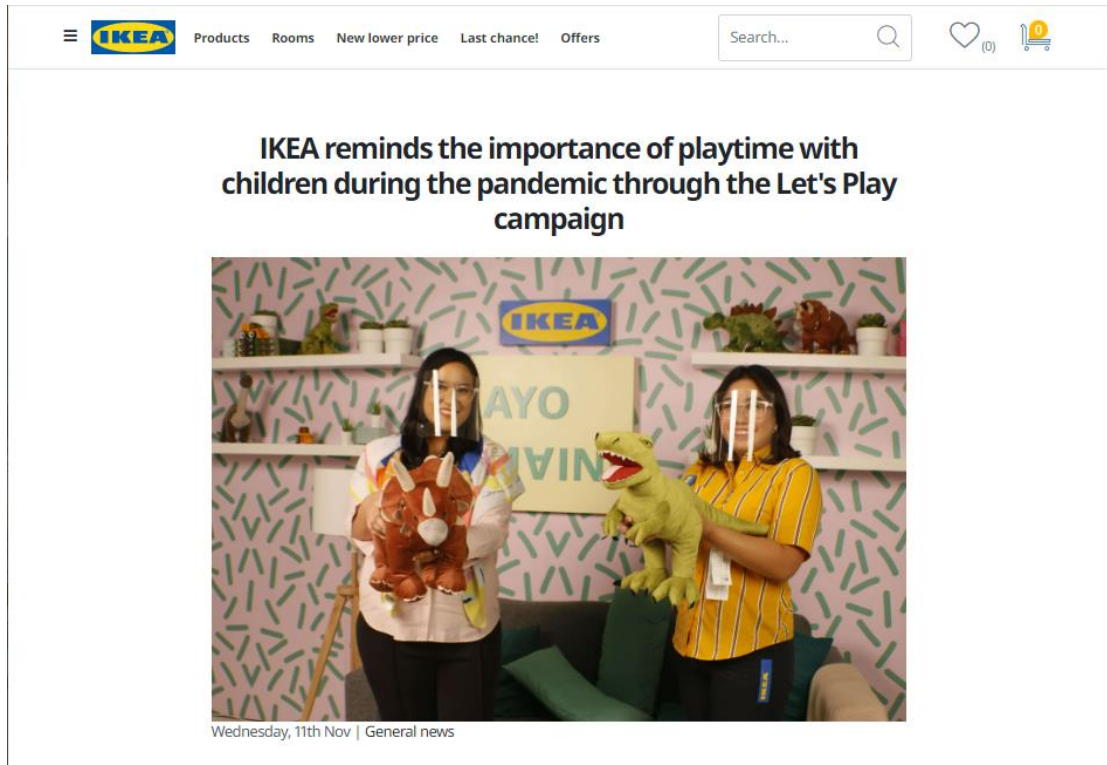 IKEA
Products Rooms New lower price Last chance! Offers
Search...
(0)
0
IKEA reminds the importance of playtime with
children during the pandemic through the Let's Play
campaign
IKEA
AYO
IKEA
Wednesday, 11th Nov | General news